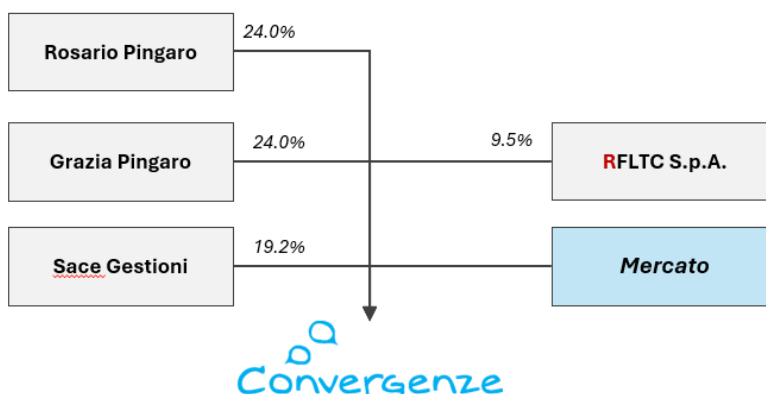 Rosario Pingaro
24.0%
Grazia Pingaro
24.0%
9.5%
RFLTC S.p.A.
Sace Gestioni
19.2%
Mercato
Convergenze